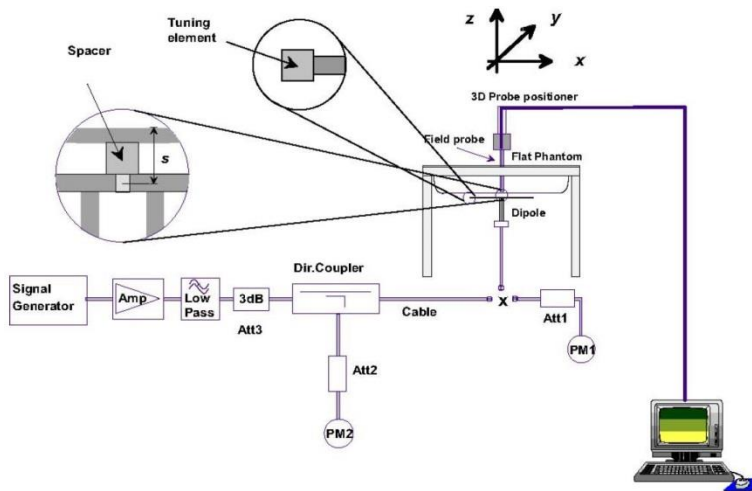 Tuning
element
Spacer
s
z
y
x
3D Probe positioner
Field probe
Flat Phantom
Dipole
Dir.Coupler
Signal
Generator
Amp
Low
Pass
3dB
Att3
Cable
x
Att1
PM1
Att2
PM2